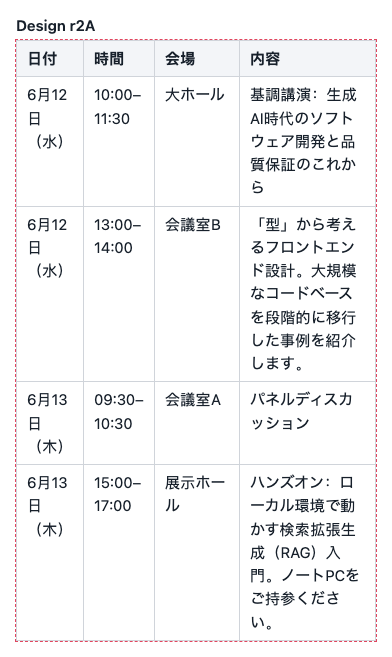 Design r2A
日付 時間 会場 内容
6月12
日
（水）
10:00–
11:30
大ホール
基調講演：生成
AI時代のソフト
ウェア開発と品
質保証のこれか
ら
6月12
日
（水）
13:00–
14:00
会議室B
「型」から考え
るフロントエン
ド設計。大規模
なコードベース
を段階的に移行
した事例を紹介
します。
6月13
日
（木）
09:30–
10:30
会議室A
パネルディスカ
ッション
6月13
日
（木）
15:00–
17:00
展示ホー
ル
ハンズオン：ロ
ーカル環境で動
かす検索拡張生
成（RAG）入
門。ノートPCを
ご持参くださ
い。